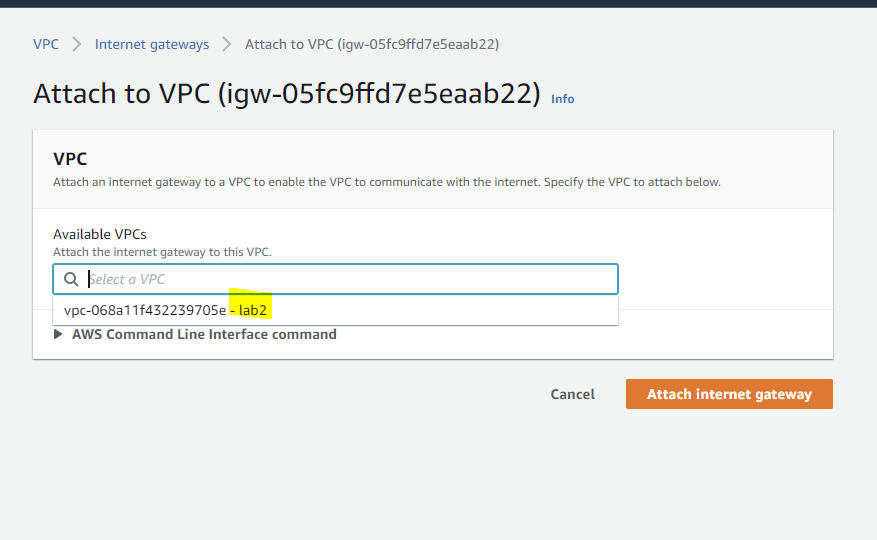 VPC > Internet gateways > Attach to VPC (igw-05fc9ffd7e5eaab22)
Attach to VPC (igw-05fc9ffd7e5eaab22) Info
VPC
Attach an internet gateway to a VPC to enable the VPC to communicate with the internet. Specify the VPC to attach below.
Available VPCs
Attach the internet gateway to this VPC.
Select a VPC
vpc-068a11f432239705e - lab2
AWS Command Line Interface command
Cancel Attach internet gateway